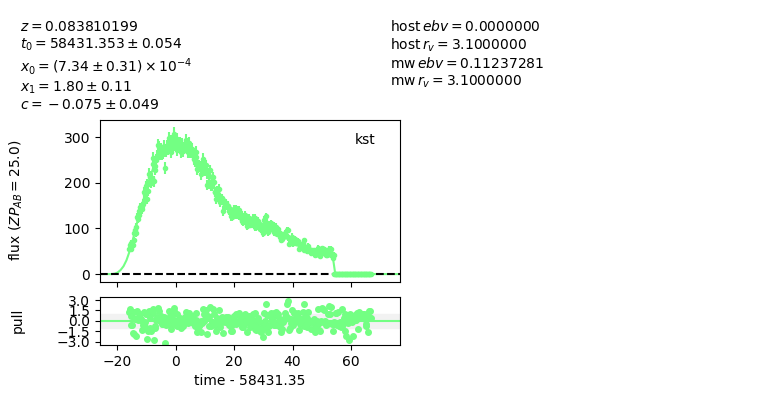 z = 0.083810199
t₀ = 58431.353 ± 0.054
x₀ = (7.34 ± 0.31) × 10⁻⁴
x₁ = 1.80 ± 0.11
c = −0.075 ± 0.049
host ebv = 0.0000000
host r_v = 3.1000000
mw ebv = 0.11237281
mw r_v = 3.1000000
kst
flux (ZP_AB = 25.0)
300
200
100
0
pull
3.0
1.5
0.0
−1.5
−3.0
−20 0 20 40 60
time - 58431.35